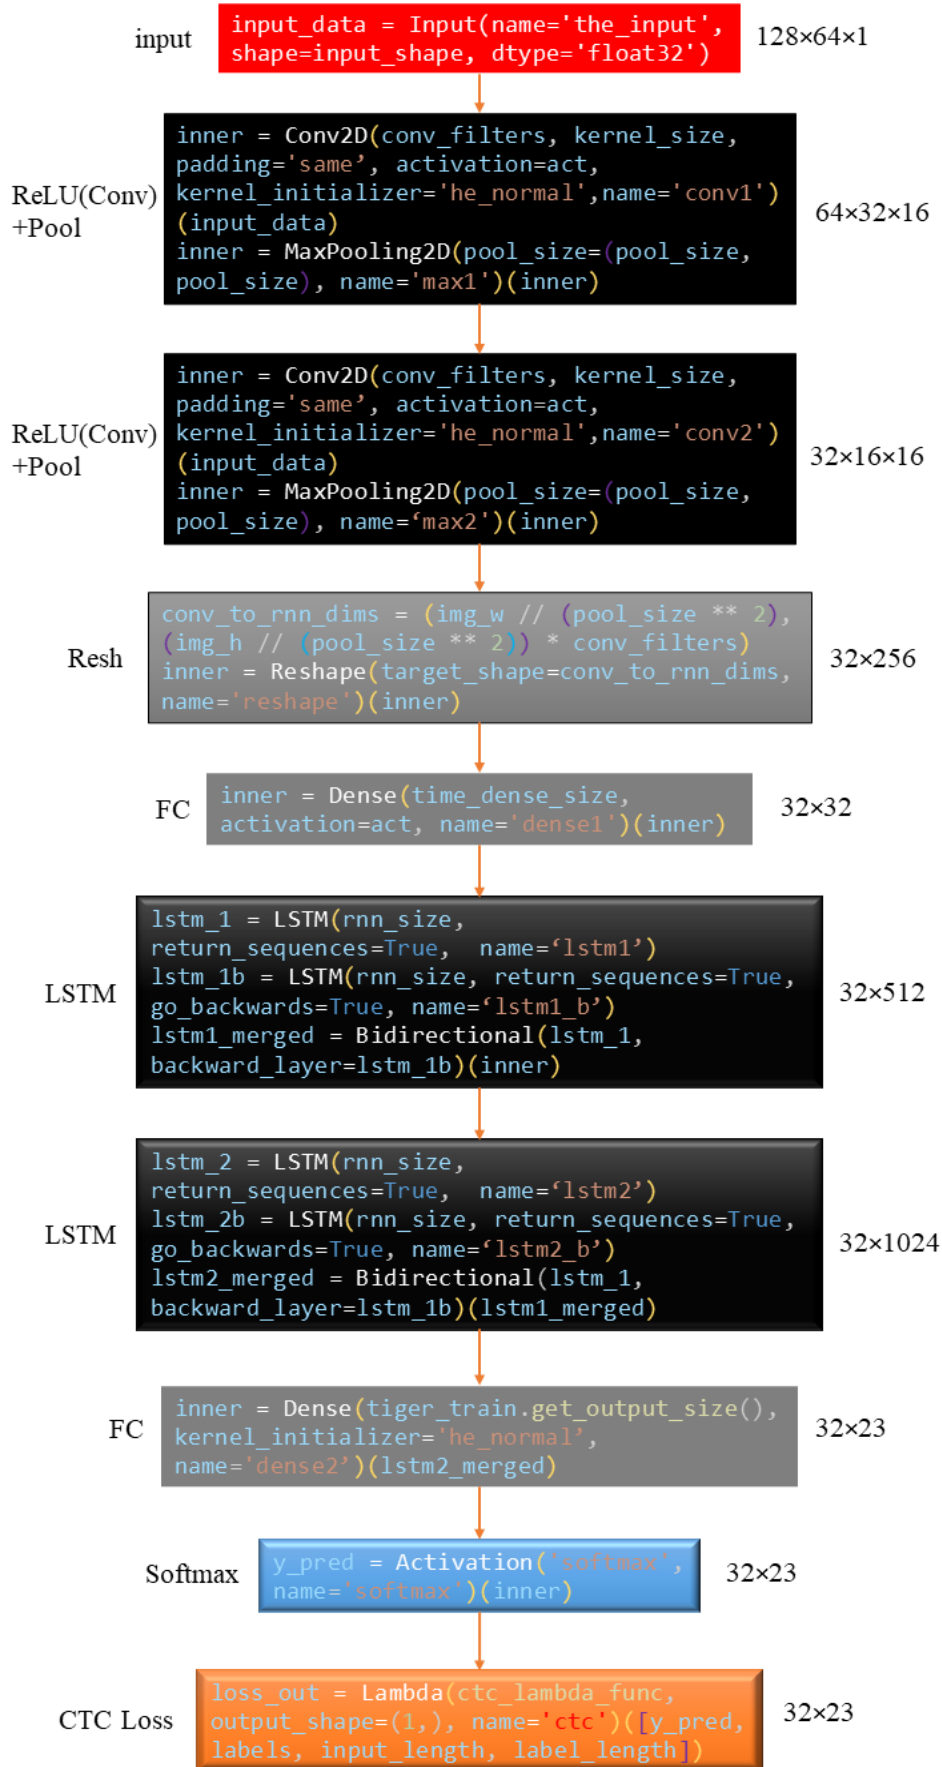 input
input_data = Input(name='the_input',
shape=input_shape, dtype='float32')
128×64×1
ReLU(Conv)
+Pool
inner = Conv2D(conv_filters, kernel_size,
padding='same’, activation=act,
kernel_initializer='he_normal',name='conv1')
(input_data)
inner = MaxPooling2D(pool_size=(pool_size,
pool_size), name='max1')(inner)
64×32×16
ReLU(Conv)
+Pool
inner = Conv2D(conv_filters, kernel_size,
padding='same’, activation=act,
kernel_initializer='he_normal',name='conv2')
(input_data)
inner = MaxPooling2D(pool_size=(pool_size,
pool_size), name=‘max2')(inner)
32×16×16
Resh
conv_to_rnn_dims = (img_w // (pool_size ** 2),
(img_h // (pool_size ** 2)) * conv_filters)
inner = Reshape(target_shape=conv_to_rnn_dims,
name='reshape')(inner)
32×256
FC
inner = Dense(time_dense_size,
activation=act, name='dense1')(inner)
32×32
LSTM
lstm_1 = LSTM(rnn_size,
return_sequences=True, name=‘lstm1’)
lstm_1b = LSTM(rnn_size, return_sequences=True,
go_backwards=True, name=‘lstm1_b’)
lstm1_merged = Bidirectional(lstm_1,
backward_layer=lstm_1b)(inner)
32×512
LSTM
lstm_2 = LSTM(rnn_size,
return_sequences=True, name=‘lstm2’)
lstm_2b = LSTM(rnn_size, return_sequences=True,
go_backwards=True, name=‘lstm2_b’)
lstm2_merged = Bidirectional(lstm_1,
backward_layer=lstm_1b)(lstm1_merged)
32×1024
FC
inner = Dense(tiger_train.get_output_size(),
kernel_initializer='he_normal’,
name='dense2’)(lstm2_merged)
32×23
Softmax
y_pred = Activation('softmax',
name='softmax')(inner)
32×23
CTC Loss
loss_out = Lambda(ctc_lambda_func,
output_shape=(1,), name='ctc')([y_pred,
labels, input_length, label_length])
32×23